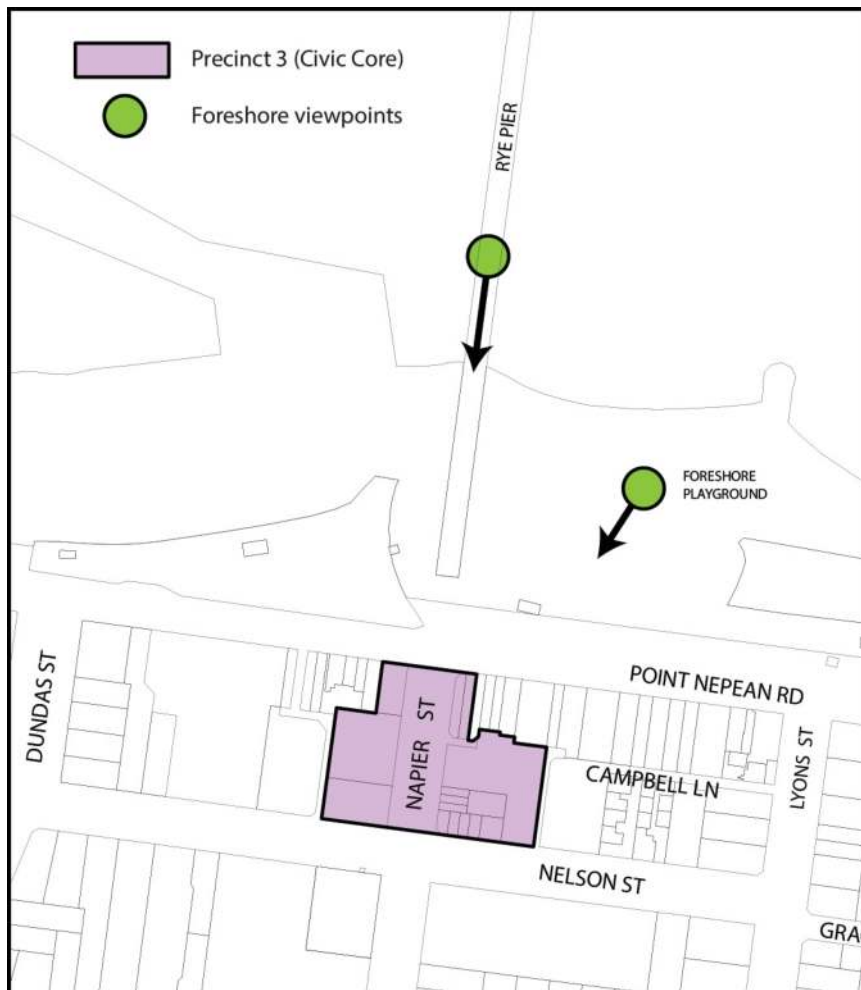 Precinct 3 (Civic Core)
Foreshore viewpoints
RYE PIER
FORESHORE
PLAYGROUND
POINT NEPEAN RD
DUNDAS ST
NAPIER ST
CAMPBELL LN
LYONS ST
NELSON ST
GRA